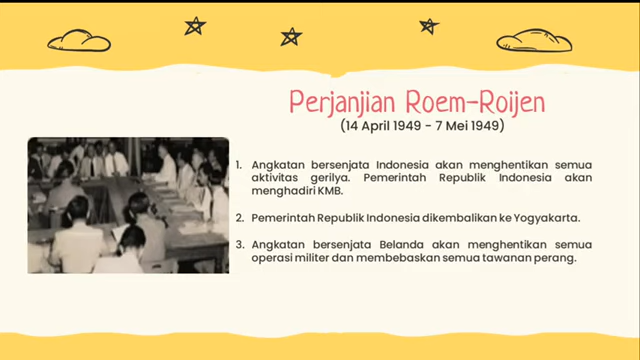 Perjanjian Roem-Roijen
(14 April 1949 - 7 Mei 1949)
1. Angkatan bersenjata Indonesia akan menghentikan semua
aktivitas gerilya. Pemerintah Republik Indonesia akan
menghadiri KMB.
2. Pemerintah Republik Indonesia dikembalikan ke Yogyakarta.
3. Angkatan bersenjata Belanda akan menghentikan semua
operasi militer dan membebaskan semua tawanan perang.